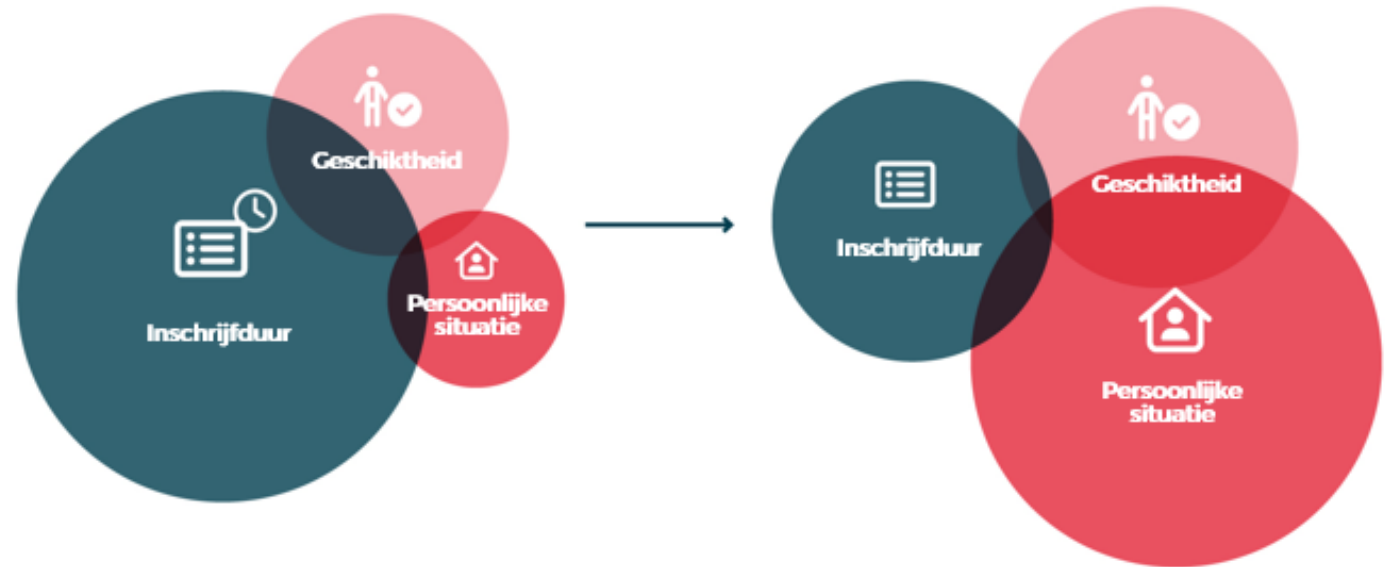 Geschiktheid
Inschrijfduur
Persoonlijke
situatie
Geschiktheid
Inschrijfduur
Persoonlijke
situatie